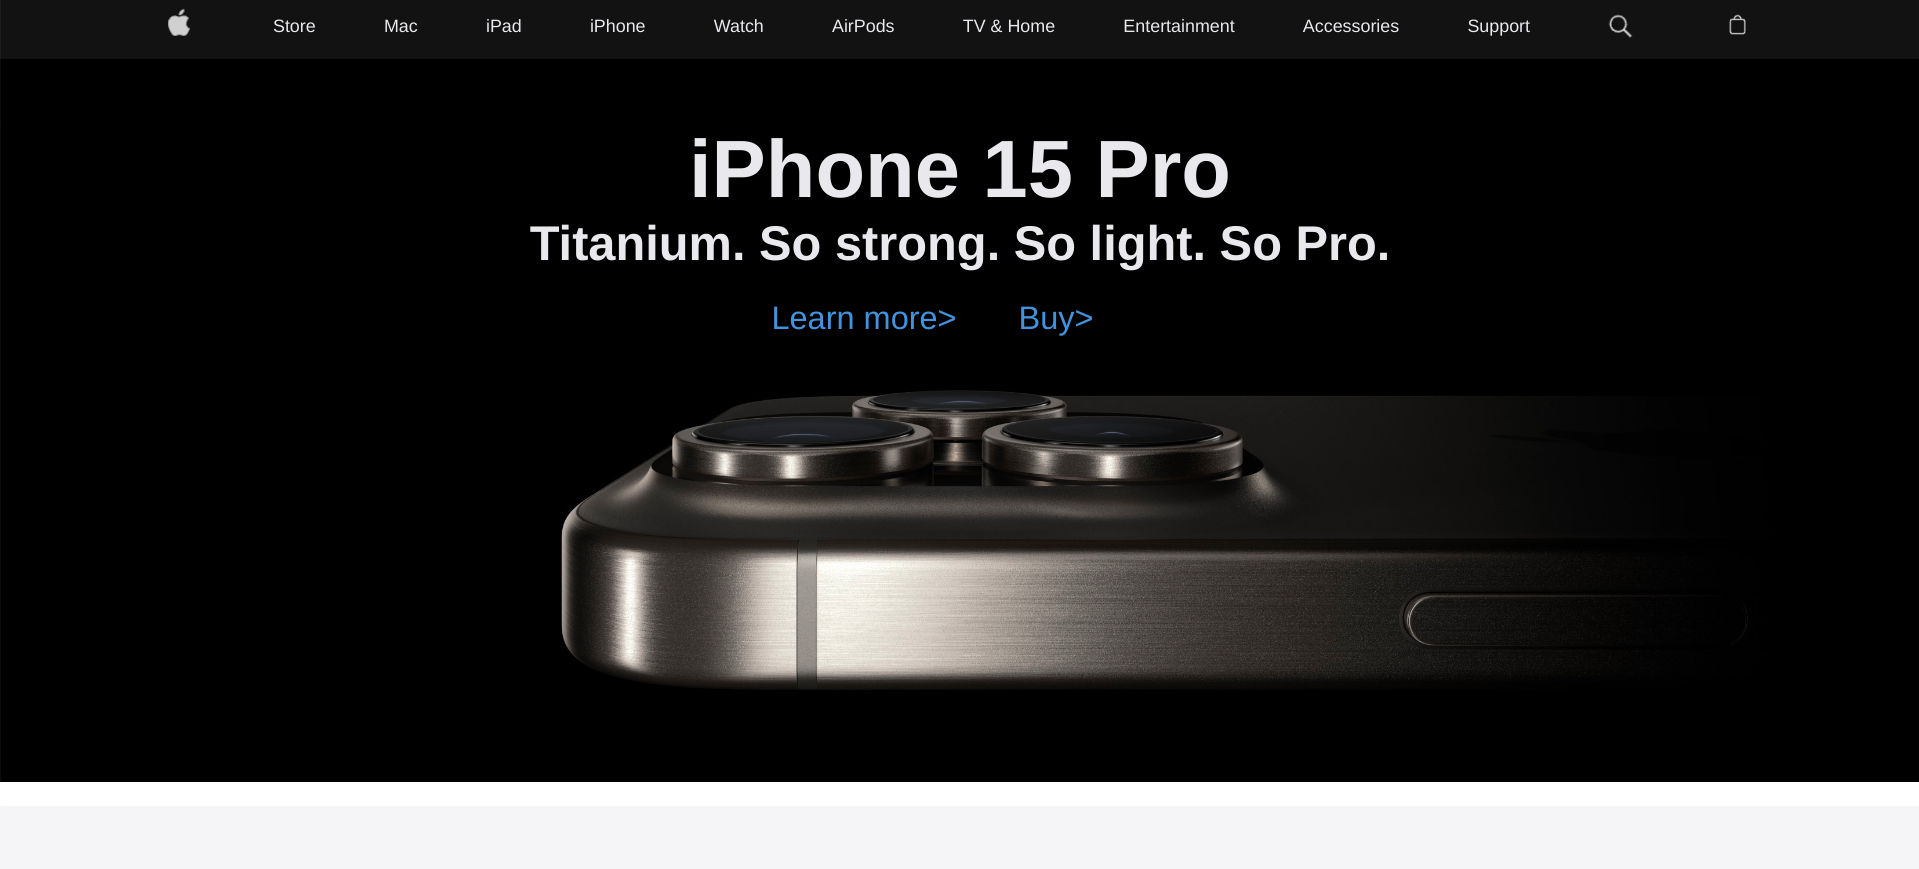 Store Mac iPad iPhone Watch AirPods TV & Home Entertainment Accessories Support
iPhone 15 Pro
Titanium. So strong. So light. So Pro.
Learn more> Buy>